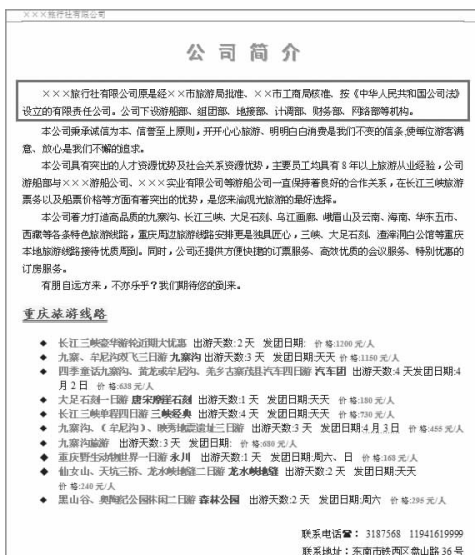 ×××旅行社有限公司
公司简介
×××旅行社有限公司原是经××市旅游局批准、××市工商局核准、按《中华人民共和国公司法》
设立的有限责任公司。公司下设游船部、组团部、地接部、计调部、财务部、网络部等机构。
本公司秉承诚信为本、信誉至上原则，开开心心旅游、明明白白消费是我们不变的信条,使每位游客满
意、放心是我们不懈的追求。
本公司具有突出的人才资源优势及社会关系资源优势，主要员工均具有8年以上旅游从业经验，公司
游船部与×××游船公司、×××实业有限公司等游船公司一直保持着良好的合作关系，在长江三峡旅游
票务以及船票价格等方面有着突出的优势，是您来渝观光旅游的最好选择。
本公司着力打造高品质的九寨沟、长江三峡、大足石刻、乌江画廊、峨眉山及云南、海南、华东五市、
西藏等各条特色旅游线路，重庆周边旅游线路安排更是独具匠心，三峡、大足石刻、渣滓洞白公馆等重庆
本地旅游线路接待优质周到。同时，公司还提供方便快捷的订票服务、高效优质的会议服务、特别优惠的
订房服务。
有朋自远方来，不亦乐乎？我们期待您的到来。
重庆旅游线路
◆ 长江三峡豪华游轮近期大优惠 出游天数:2天 发团日期: 价格:1200元/人
◆ 九寨、牟尼沟双飞三日游 九寨沟 出游天数:3天 发团日期:天天 价格:1150元/人
◆ 四季童话九寨沟、黄龙或牟尼沟、羌乡古寨茂县汽车四日游 汽车团 出游天数:4天发团日期:4
月2日 价格:638元/人
◆ 大足石刻一日游 唐宋摩崖石刻 出游天数:1天 发团日期:天天 价格:180元/人
◆ 长江三峡单程四日游 三峡经典 出游天数:4天 发团日期:天天 价格:730元/人
◆ 九寨沟、（牟尼沟）、映秀地震遗址三日游 出游天数:3天 发团日期:4月3日 价格:455元/人
◆ 九寨沟旅游 出游天数:3天 发团日期: 价格:680元/人
◆ 重庆野生动物世界一日游 永川 出游天数:1天 发团日期:周六、日 价格:168元/人
◆ 仙女山、天坑三桥、龙水峡地缝二日游 龙水峡地缝 出游天数:2天 发团日期:天天
价格:240元/人
◆ 黑山谷、奥陶纪公园休闲二日游 森林公园 出游天数:2天 发团日期:周六 价格:295元/人
联系电话☎： 3187568 11941619999
联系地址：东南市铁西区盘山路36号